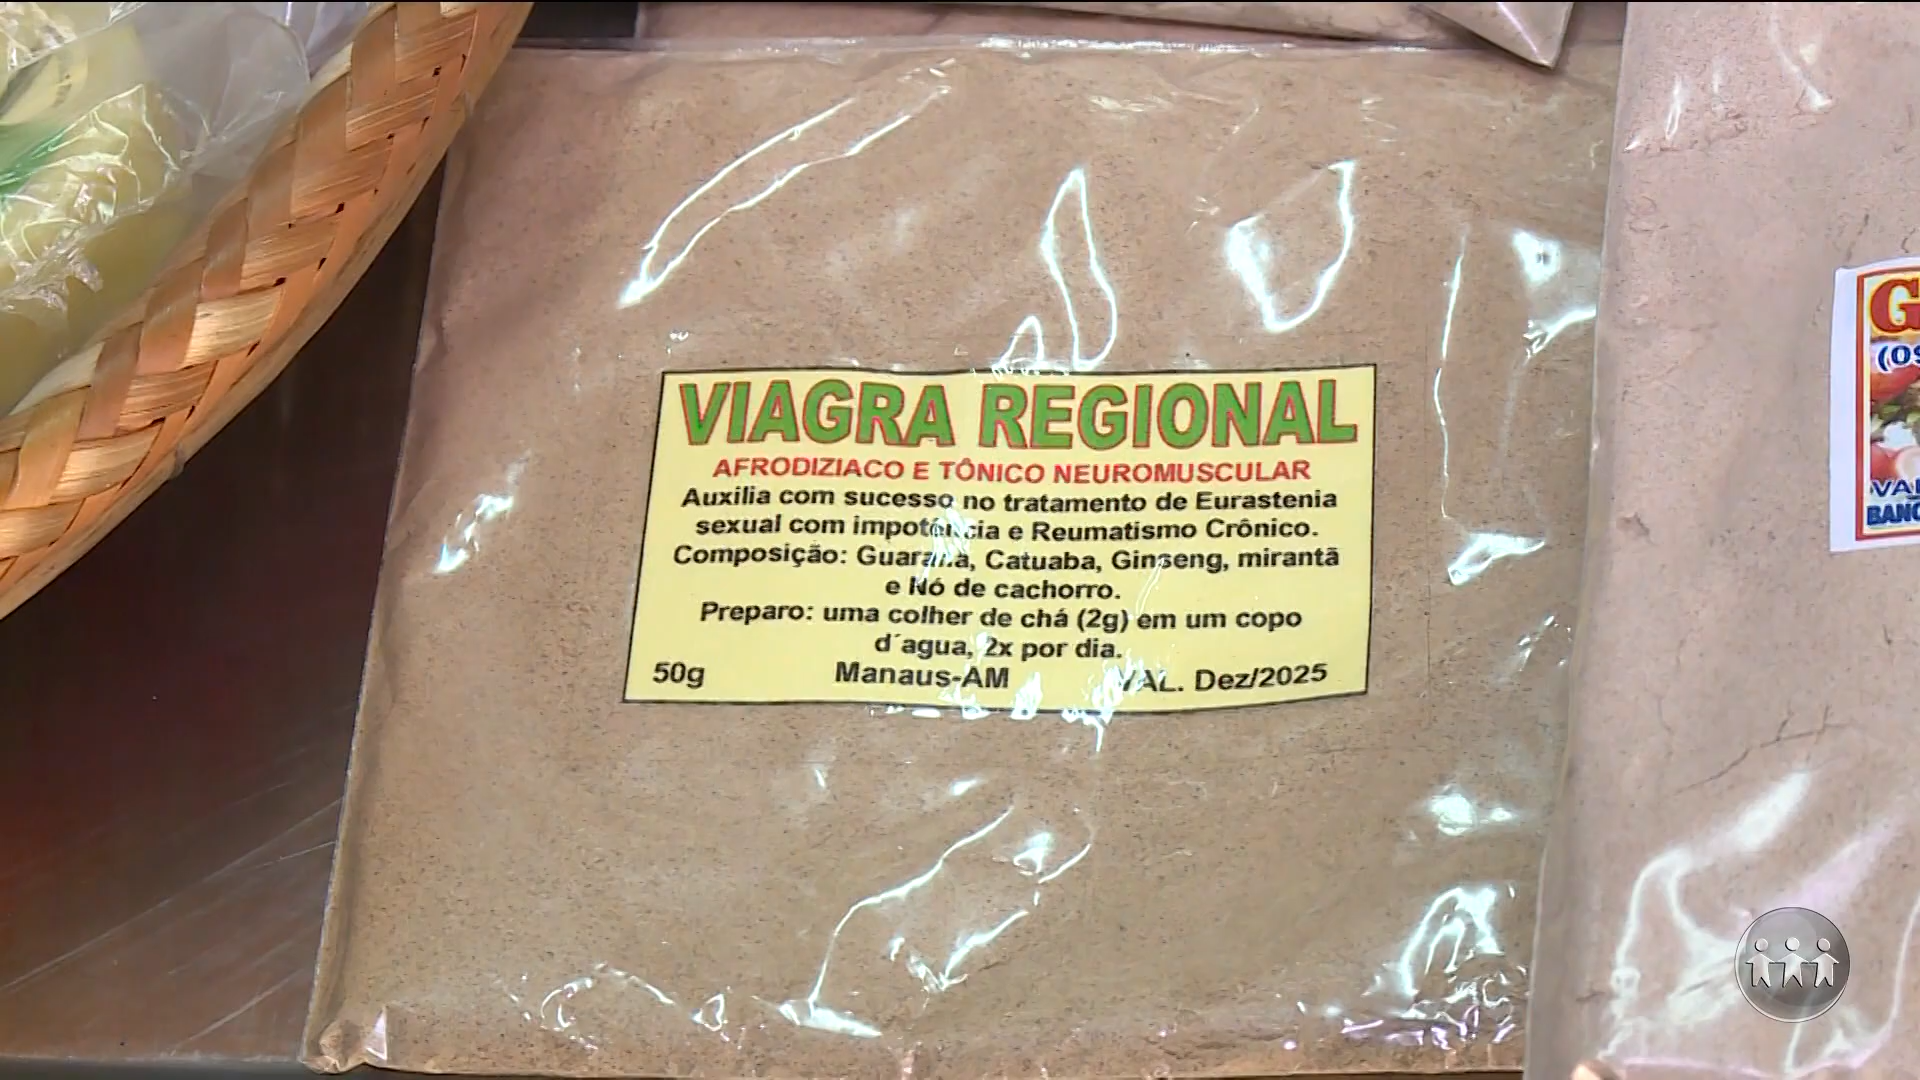 VIAGRA REGIONAL
AFRODIZIACO E TÔNICO NEUROMUSCULAR
Auxilia com sucesso no tratamento de Eurastenia
sexual com impotência e Reumatismo Crônico.
Composição: Guaraná, Catuaba, Ginseng, mirantã
e Nó de cachorro.
Preparo: uma colher de chá (2g) em um copo
d´agua, 2x por dia.
50g Manaus-AM VAL. Dez/2025